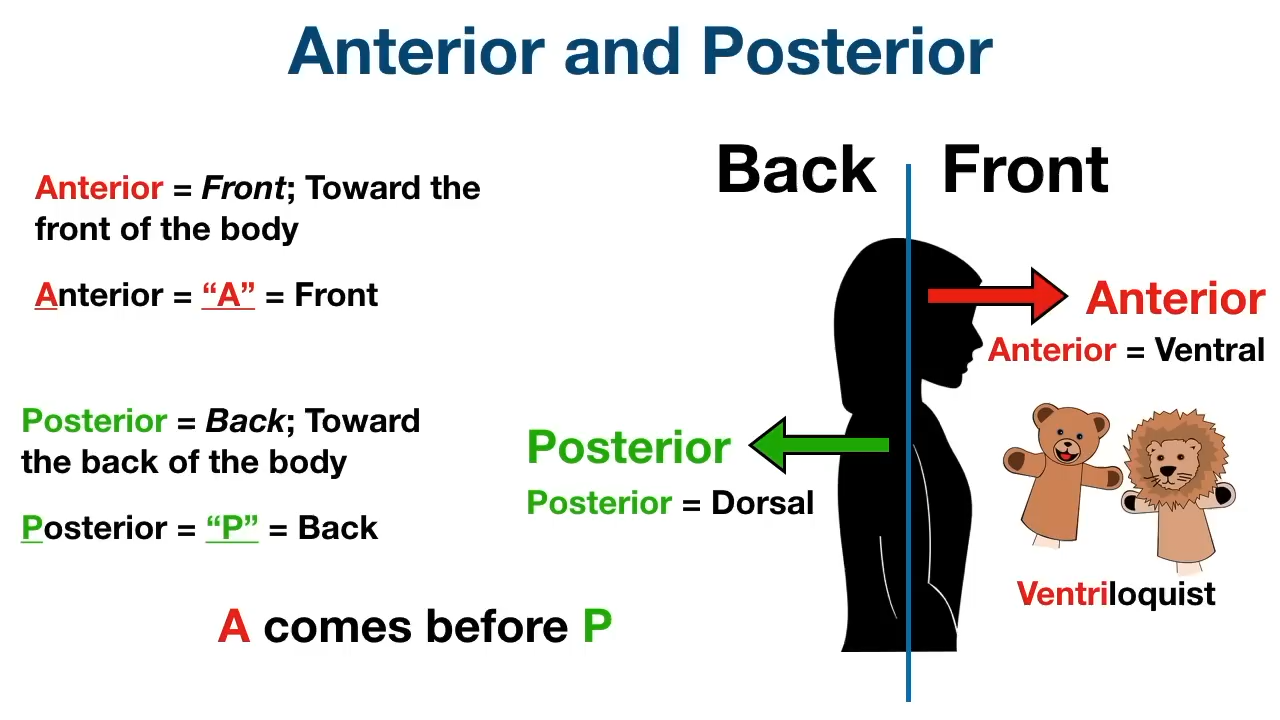 Anterior and Posterior
Anterior = Front; Toward the
front of the body
Anterior = “A” = Front
Posterior = Back; Toward
the back of the body
Posterior = “P” = Back
A comes before P
Back
Front
Anterior
Anterior = Ventral
Posterior
Posterior = Dorsal
Ventriloquist